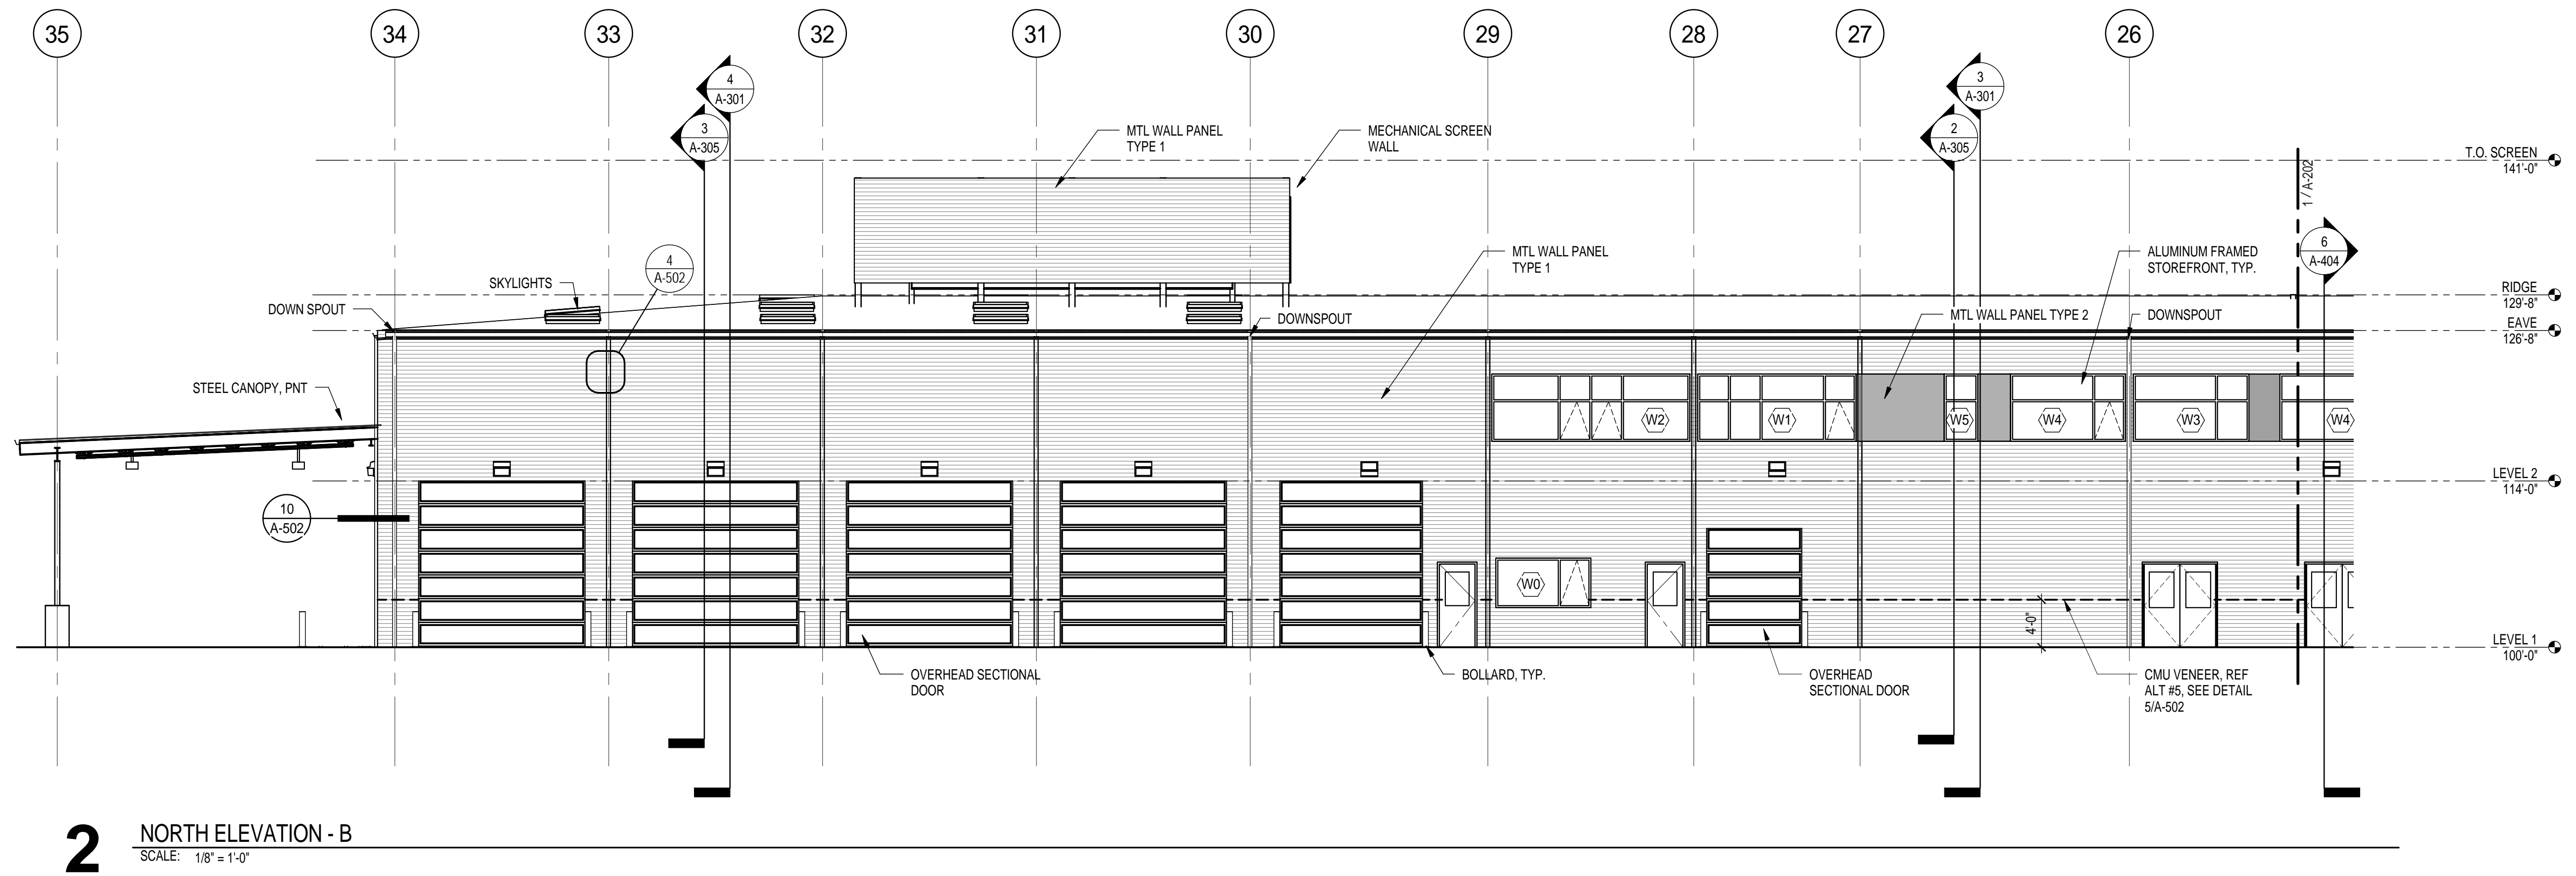 35
34
33
32
31
30
29
28
27
26
4
A-301
3
A-305
3
A-301
2
A-305
MTL WALL PANEL
TYPE 1
MECHANICAL SCREEN
WALL
T.O. SCREEN
141'-0"
1 / A-202
6
A-404
4
A-502
SKYLIGHTS
DOWN SPOUT
DOWNSPOUT
MTL WALL PANEL
TYPE 1
ALUMINUM FRAMED
STOREFRONT, TYP.
MTL WALL PANEL TYPE 2
DOWNSPOUT
RIDGE
129'-8"
EAVE
126'-8"
STEEL CANOPY, PNT
W2
W1
W5
W4
W3
W4
LEVEL 2
114'-0"
10
A-502
W0
4'-0"
LEVEL 1
100'-0"
OVERHEAD SECTIONAL
DOOR
BOLLARD, TYP.
OVERHEAD
SECTIONAL DOOR
CMU VENEER, REF
ALT #5, SEE DETAIL
5/A-502
2
NORTH ELEVATION - B
SCALE: 1/8" = 1'-0"